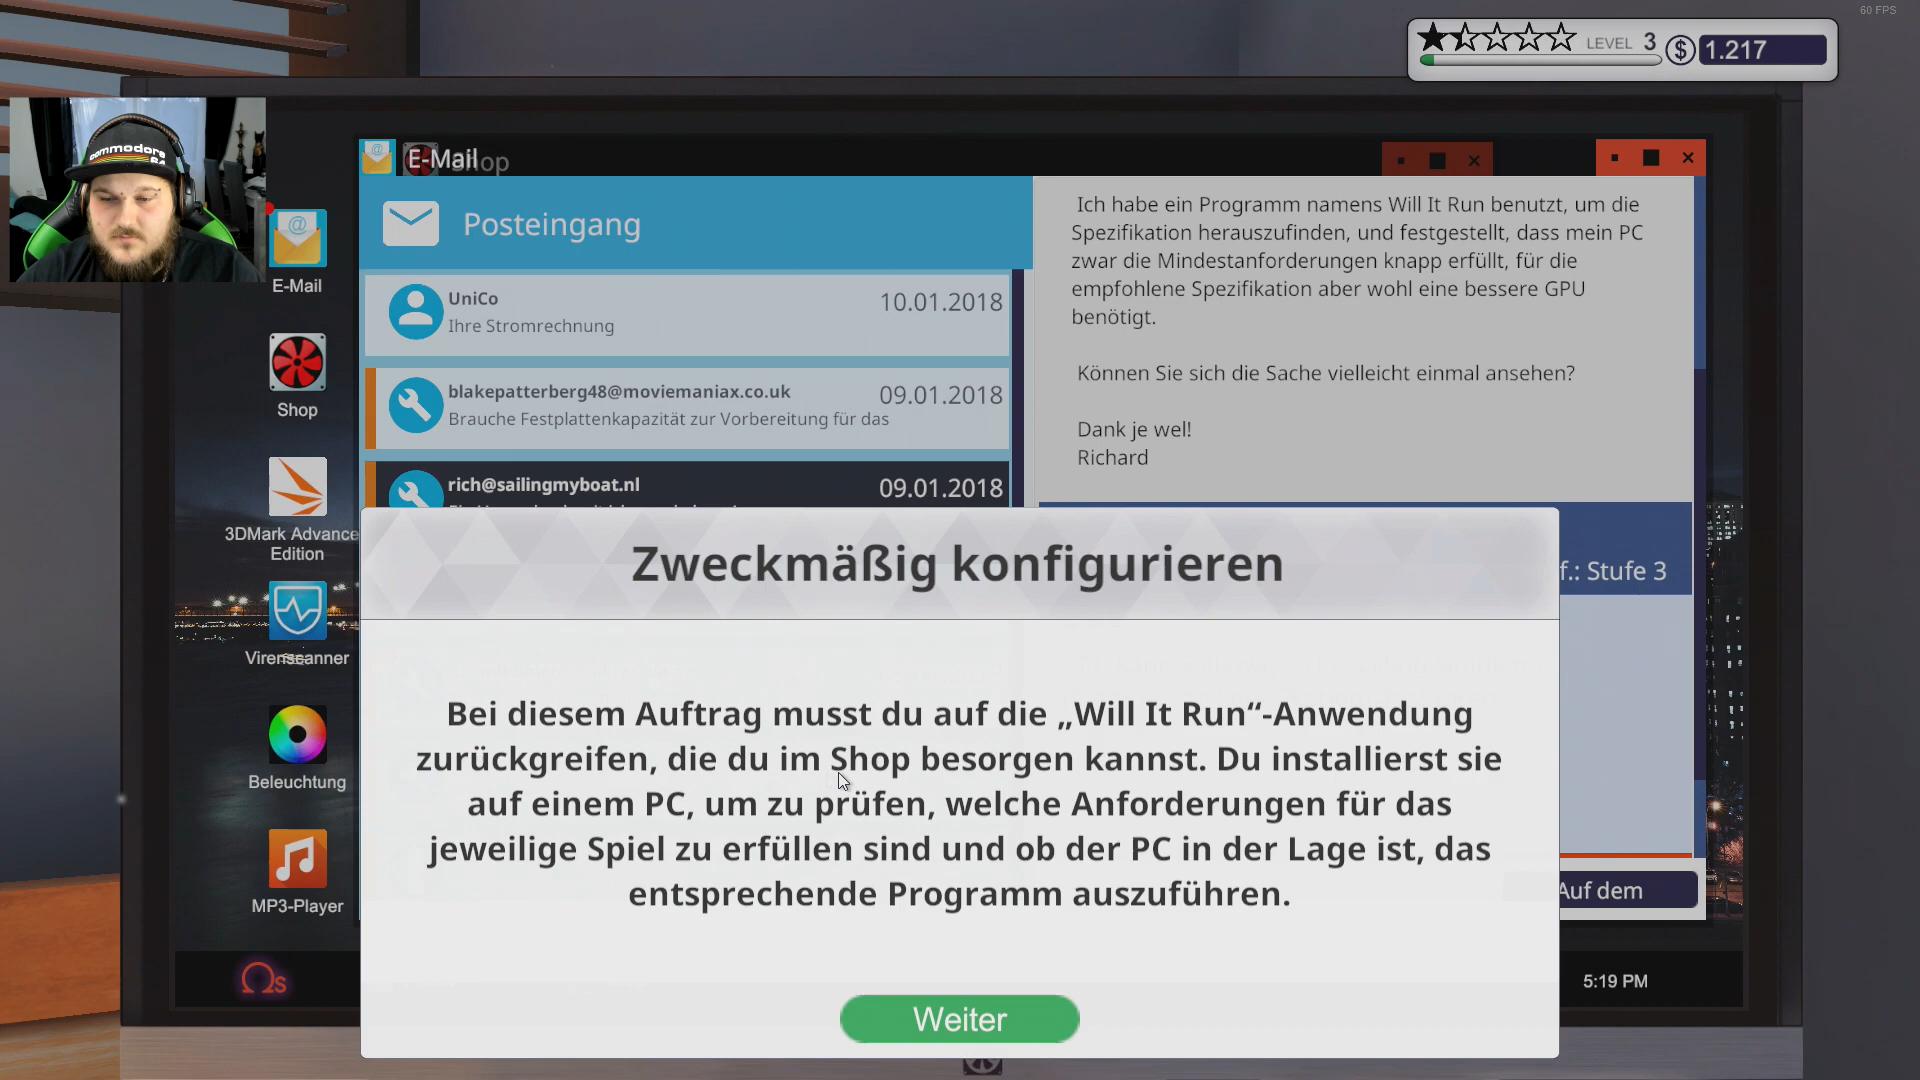 60 FPS
LEVEL 3
$ 1.217
commodore
64
E-Mail
Shop
Posteingang
UniCo
10.01.2018
Ihre Stromrechnung
blakepatterberg48@moviemaniax.co.uk
09.01.2018
Brauche Festplattenkapazität zur Vorbereitung für das
rich@sailingmyboat.nl
09.01.2018
Ich habe ein Programm namens Will It Run benutzt, um die
Spezifikation herauszufinden, und festgestellt, dass mein PC
zwar die Mindestanforderungen knapp erfüllt, für die
empfohlene Spezifikation aber wohl eine bessere GPU
benötigt.
Können Sie sich die Sache vielleicht einmal ansehen?
Dank je wel!
Richard
f.: Stufe 3
Auf dem
E-Mail
Shop
3DMark Advance
Edition
Virenscanner
Beleuchtung
MP3-Player
Zweckmäßig konfigurieren
Bei diesem Auftrag musst du auf die „Will It Run“-Anwendung
zurückgreifen, die du im Shop besorgen kannst. Du installierst sie
auf einem PC, um zu prüfen, welche Anforderungen für das
jeweilige Spiel zu erfüllen sind und ob der PC in der Lage ist, das
entsprechende Programm auszuführen.
Weiter
Ωs
5:19 PM